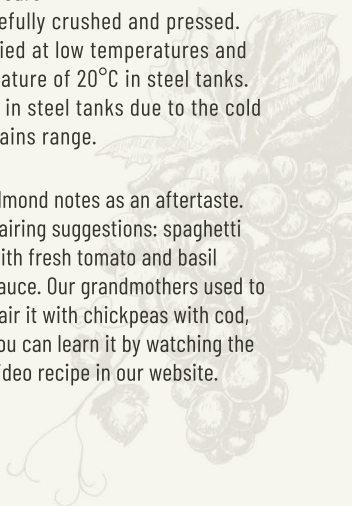 efully crushed and pressed.
ied at low temperatures and
ature of 20°C in steel tanks.
in steel tanks due to the cold
ains range.
lmond notes as an aftertaste.
airing suggestions: spaghetti
ith fresh tomato and basil
auce. Our grandmothers used to
air it with chickpeas with cod,
ou can learn it by watching the
ideo recipe in our website.